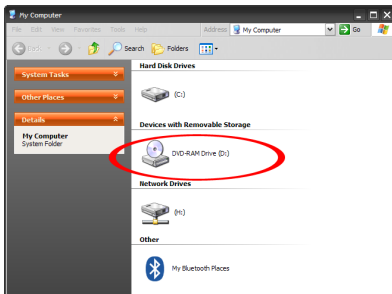 My Computer
File Edit View Favorites Tools Help Address My Computer Go
Back Search Folders
System Tasks
Other Places
Details
My Computer
System Folder
Hard Disk Drives
(C:)
Devices with Removable Storage
DVD-RAM Drive (D:)
Network Drives
(H:)
Other
My Bluetooth Places